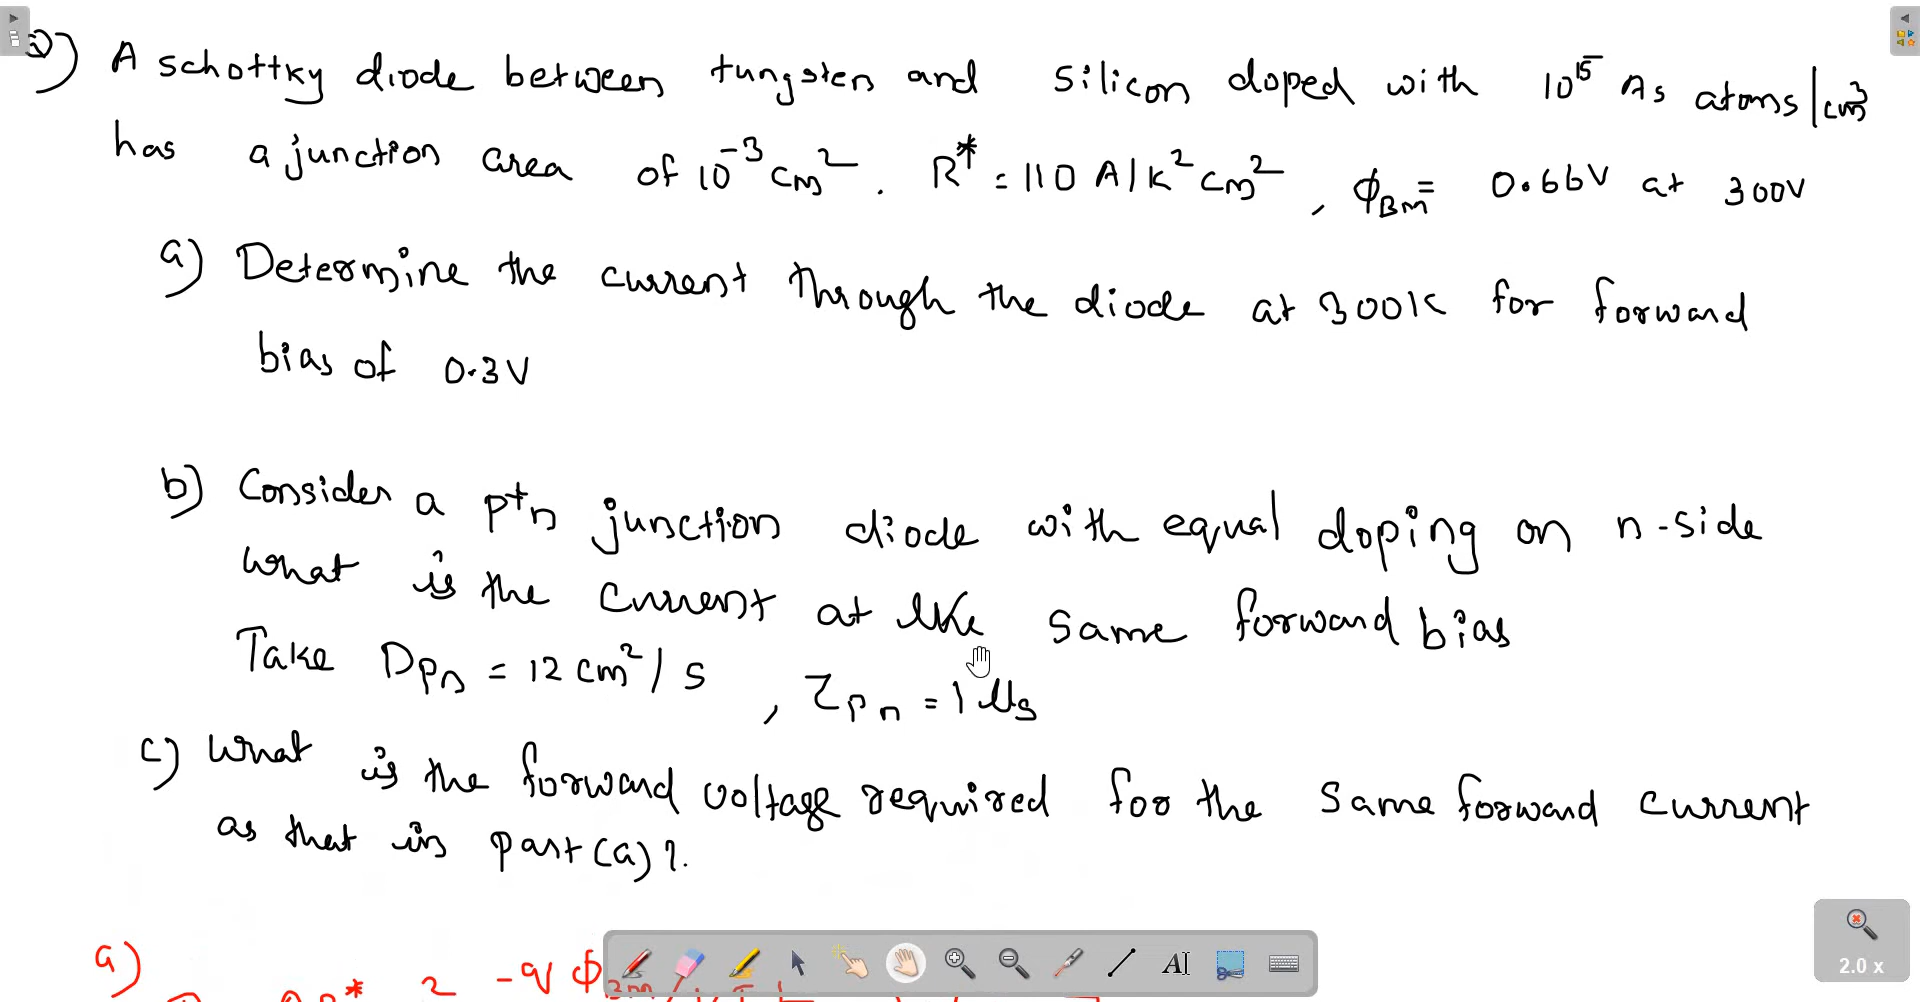 Q) A schottky diode between tungsten and silicon doped with 10^15 As atoms/cm^3
has a junction area of 10^-3 cm^2. R* = 110 A/K^2 cm^2, φ_BM = 0.66V at 300V
a) Determine the current through the diode at 300K for forward
bias of 0.3V
b) Consider a p+n junction diode with equal doping on n-side
What is the current at the same forward bias
Take D_pn = 12 cm^2/s, τ_pn = 1 μs
c) What is the forward voltage required for the same forward current
as that in part (a)?
a)
2.0 x